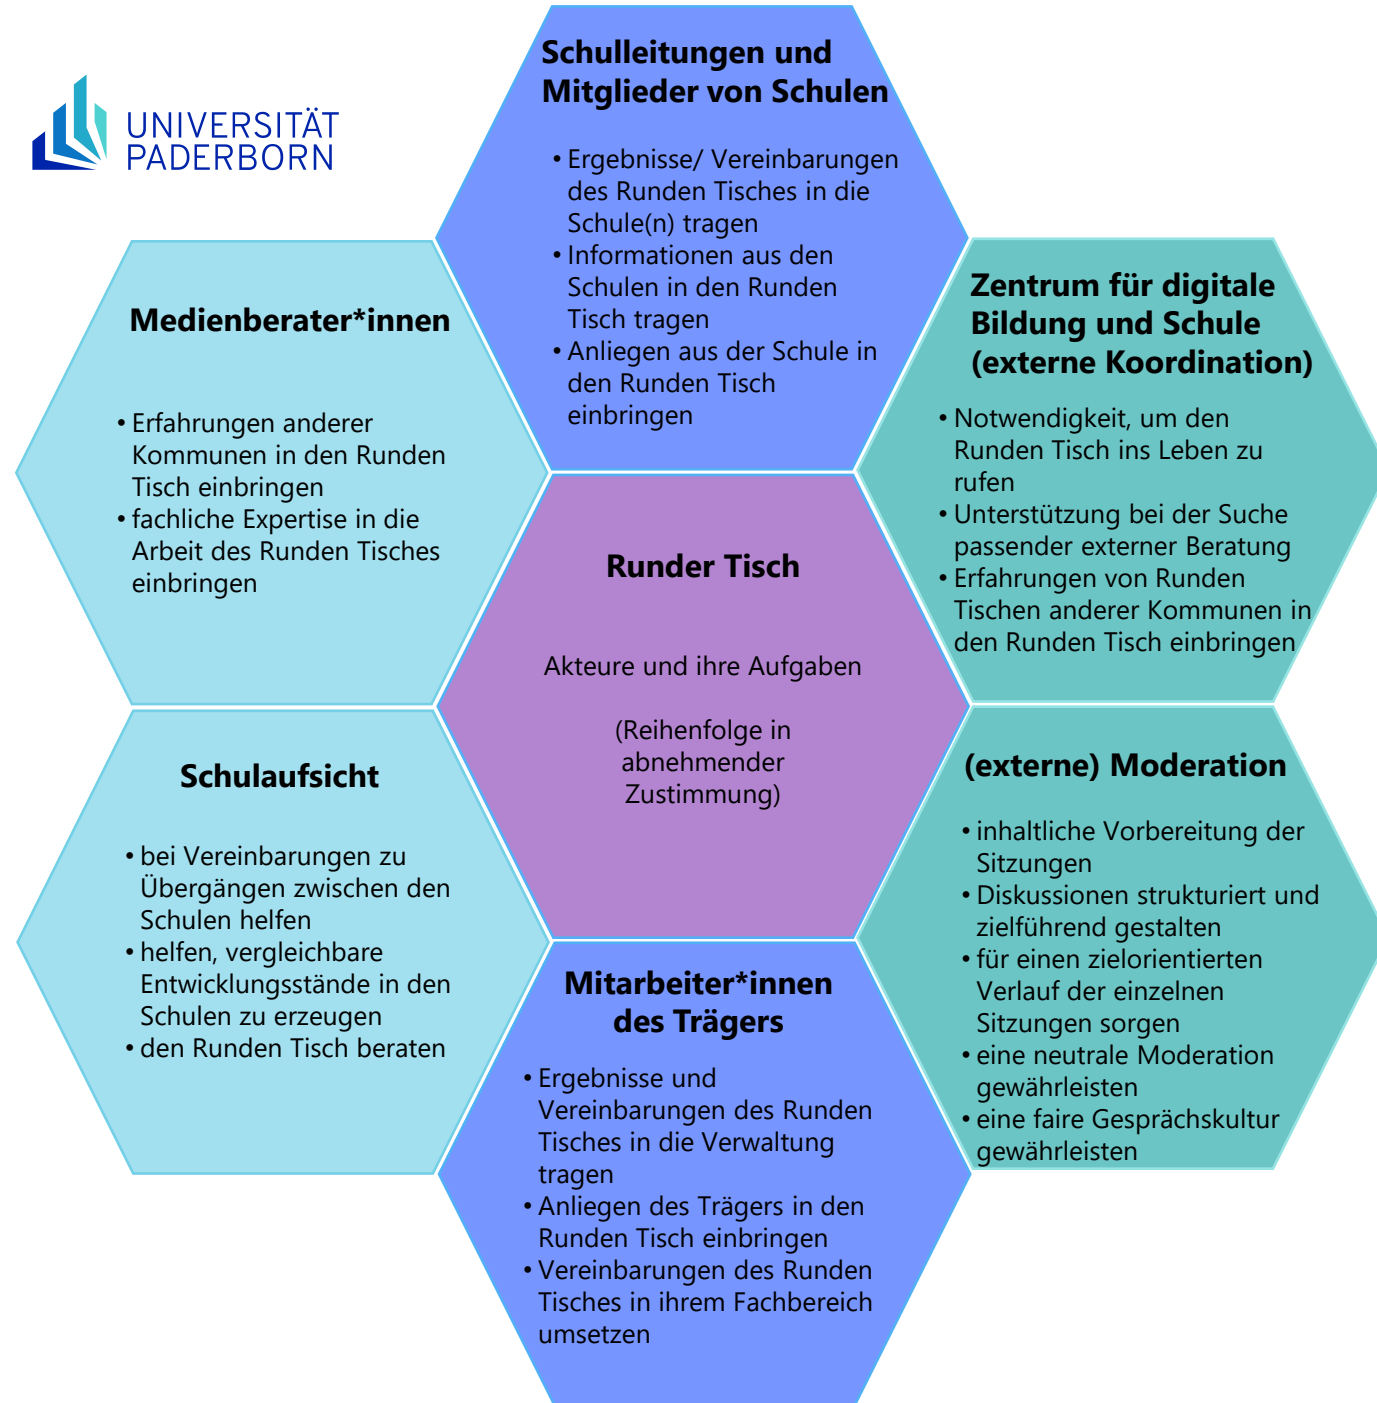 UNIVERSITÄT
PADERBORN
Schulleitungen und
Mitglieder von Schulen
• Ergebnisse/ Vereinbarungen
des Runden Tisches in die
Schule(n) tragen
• Informationen aus den
Schulen in den Runden
Tisch tragen
• Anliegen aus der Schule in
den Runden Tisch
einbringen
Medienberater*innen
• Erfahrungen anderer
Kommunen in den Runden
Tisch einbringen
• fachliche Expertise in die
Arbeit des Runden Tisches
einbringen
Zentrum für digitale
Bildung und Schule
(externe Koordination)
• Notwendigkeit, um den
Runden Tisch ins Leben zu
rufen
• Unterstützung bei der Suche
passender externer Beratung
• Erfahrungen von Runden
Tischen anderer Kommunen in
den Runden Tisch einbringen
Runder Tisch
Akteure und ihre Aufgaben
(Reihenfolge in
abnehmender
Zustimmung)
Schulaufsicht
• bei Vereinbarungen zu
Übergängen zwischen den
Schulen helfen
• helfen, vergleichbare
Entwicklungsstände in den
Schulen zu erzeugen
• den Runden Tisch beraten
(externe) Moderation
• inhaltliche Vorbereitung der
Sitzungen
• Diskussionen strukturiert und
zielführend gestalten
• für einen zielorientierten
Verlauf der einzelnen
Sitzungen sorgen
• eine neutrale Moderation
gewährleisten
• eine faire Gesprächskultur
gewährleisten
Mitarbeiter*innen
des Trägers
• Ergebnisse und
Vereinbarungen des Runden
Tisches in die Verwaltung
tragen
• Anliegen des Trägers in den
Runden Tisch einbringen
• Vereinbarungen des Runden
Tisches in ihrem Fachbereich
umsetzen